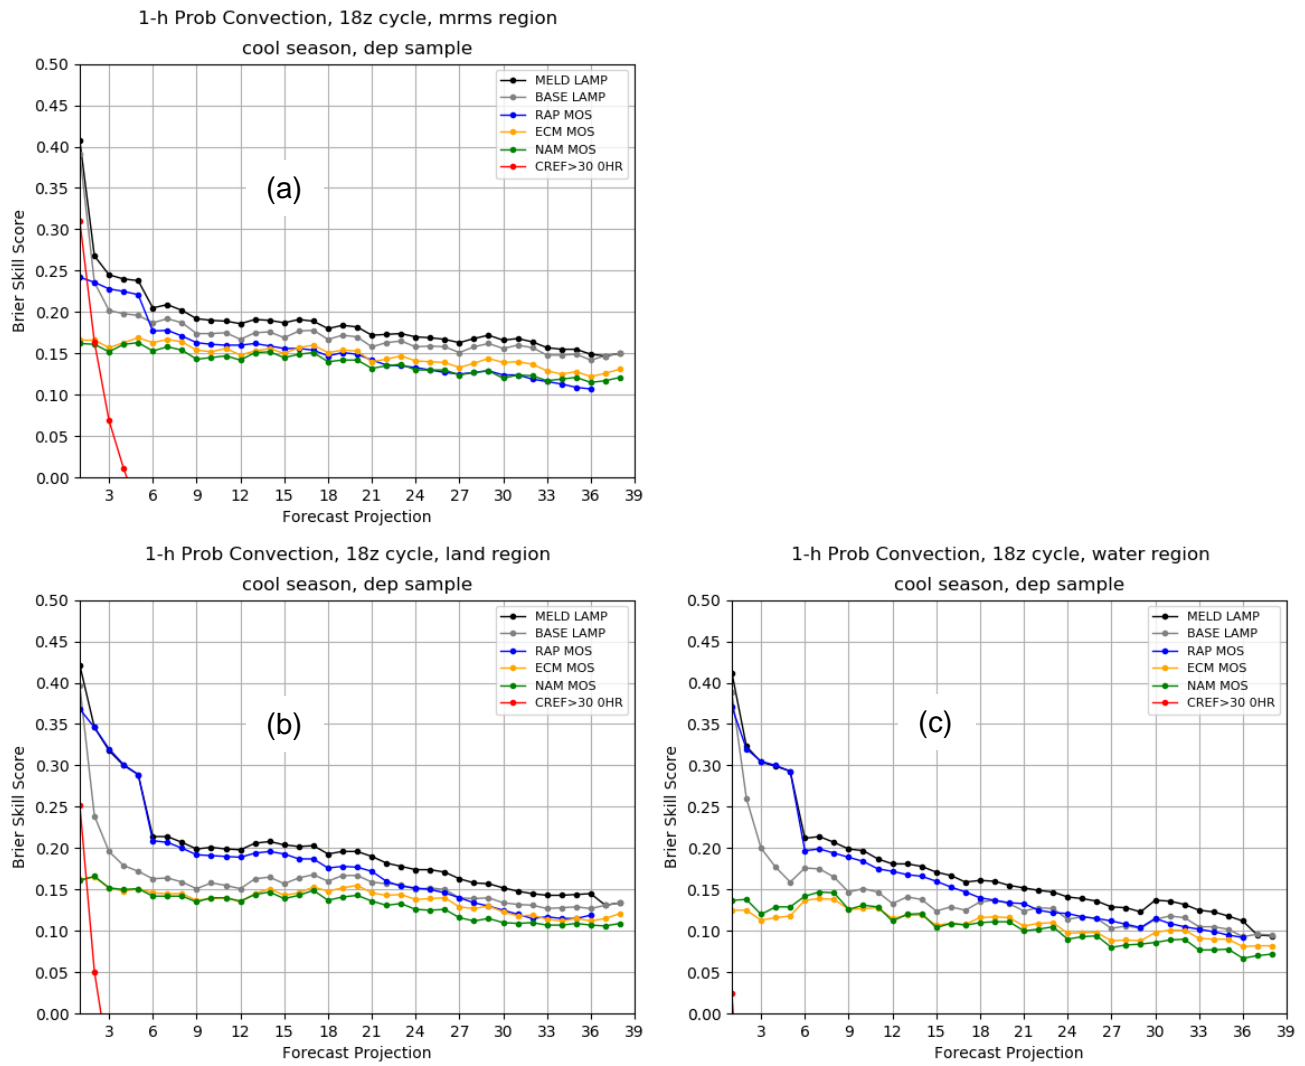 1-h Prob Convection, 18z cycle, mrms region
cool season, dep sample
0.50
0.45
0.40
0.35
0.30
0.25
0.20
0.15
0.10
0.05
0.00
Brier Skill Score
MELD LAMP
BASE LAMP
RAP MOS
ECM MOS
NAM MOS
CREF>30 0HR
(a)
3 6 9 12 15 18 21 24 27 30 33 36 39
Forecast Projection
1-h Prob Convection, 18z cycle, land region
cool season, dep sample
0.50
0.45
0.40
0.35
0.30
0.25
0.20
0.15
0.10
0.05
0.00
Brier Skill Score
MELD LAMP
BASE LAMP
RAP MOS
ECM MOS
NAM MOS
CREF>30 0HR
(b)
3 6 9 12 15 18 21 24 27 30 33 36 39
Forecast Projection
1-h Prob Convection, 18z cycle, water region
cool season, dep sample
0.50
0.45
0.40
0.35
0.30
0.25
0.20
0.15
0.10
0.05
0.00
Brier Skill Score
MELD LAMP
BASE LAMP
RAP MOS
ECM MOS
NAM MOS
CREF>30 0HR
(c)
3 6 9 12 15 18 21 24 27 30 33 36 39
Forecast Projection